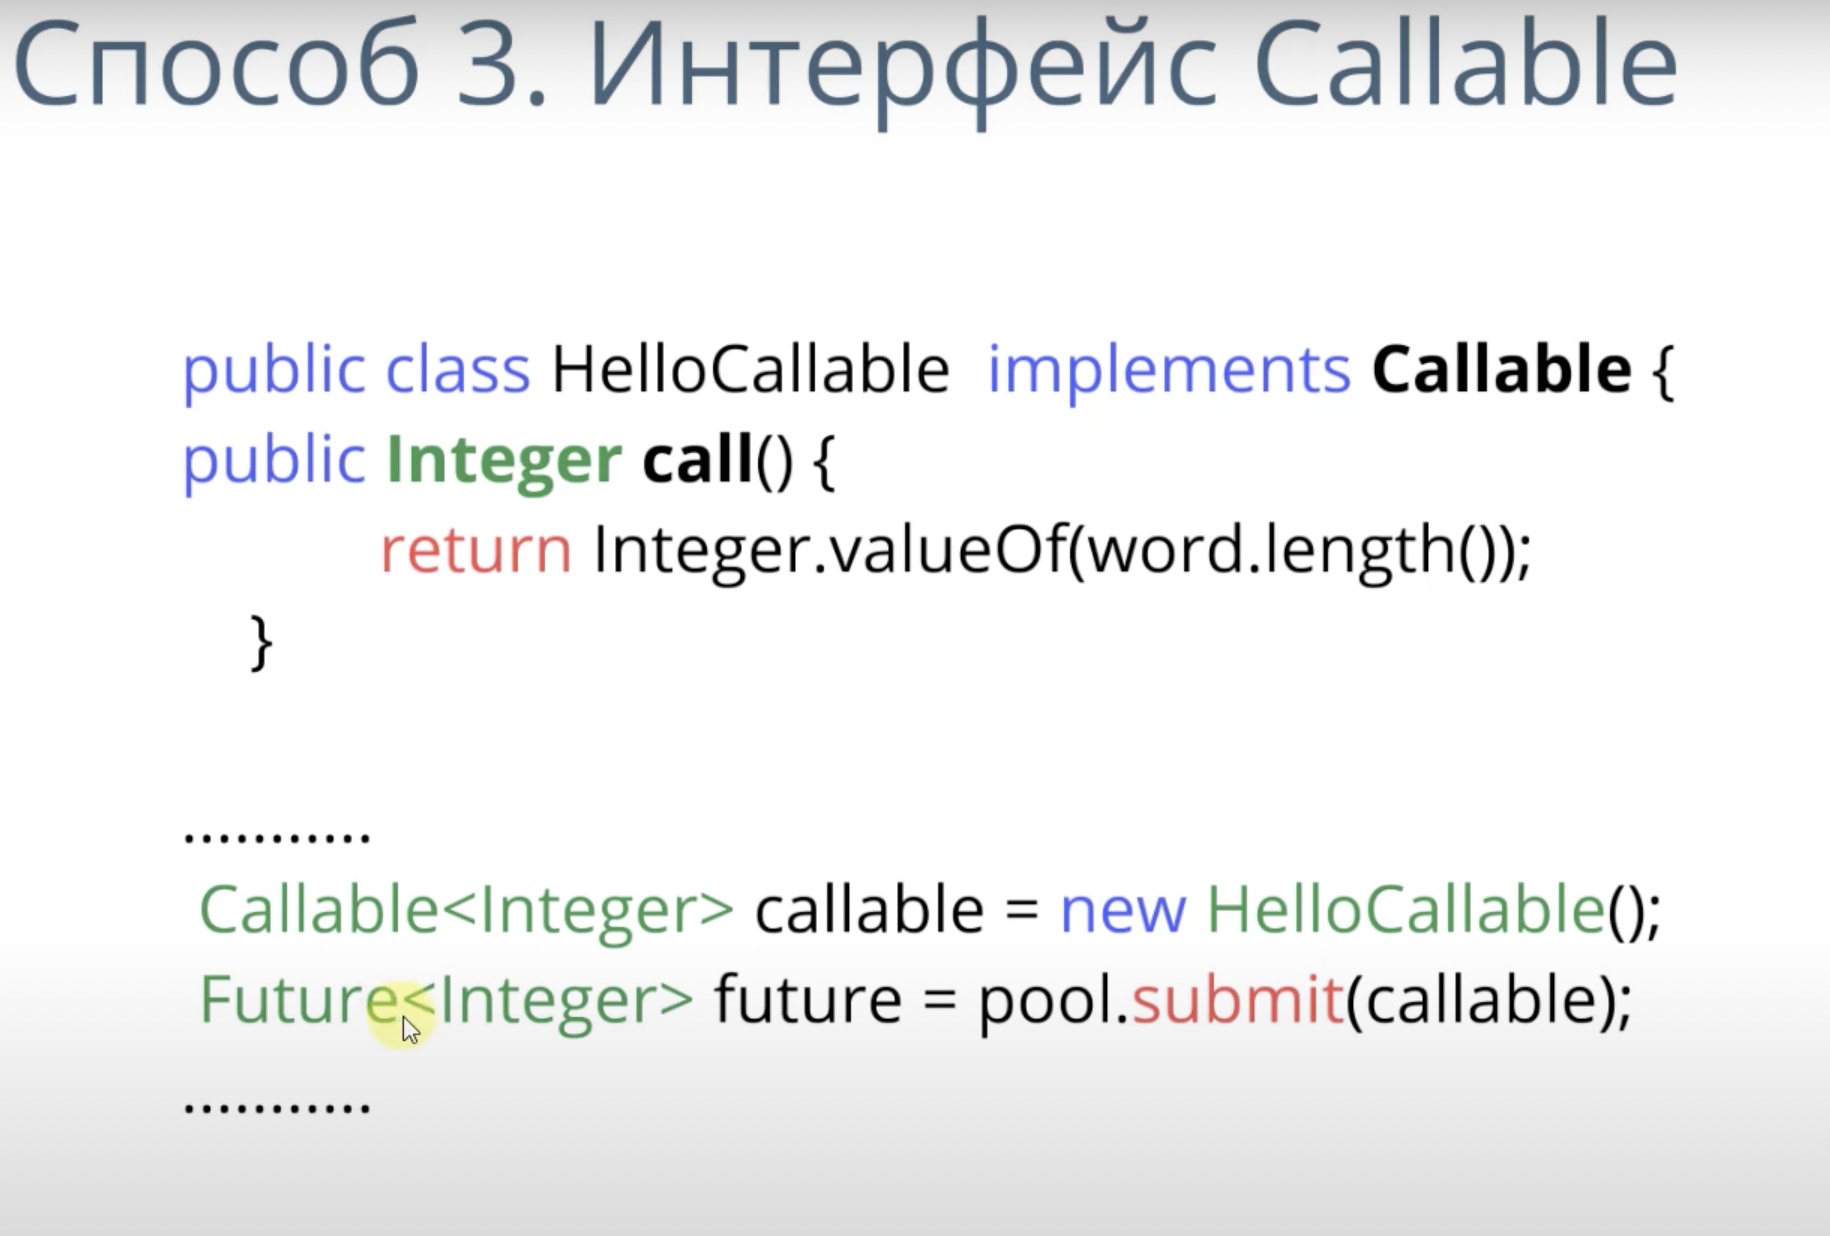 Способ 3. Интерфейс Callable
public class HelloCallable implements Callable {
public Integer call() {
return Integer.valueOf(word.length());
}
...........
Callable<Integer> callable = new HelloCallable();
Future<Integer> future = pool.submit(callable);
...........